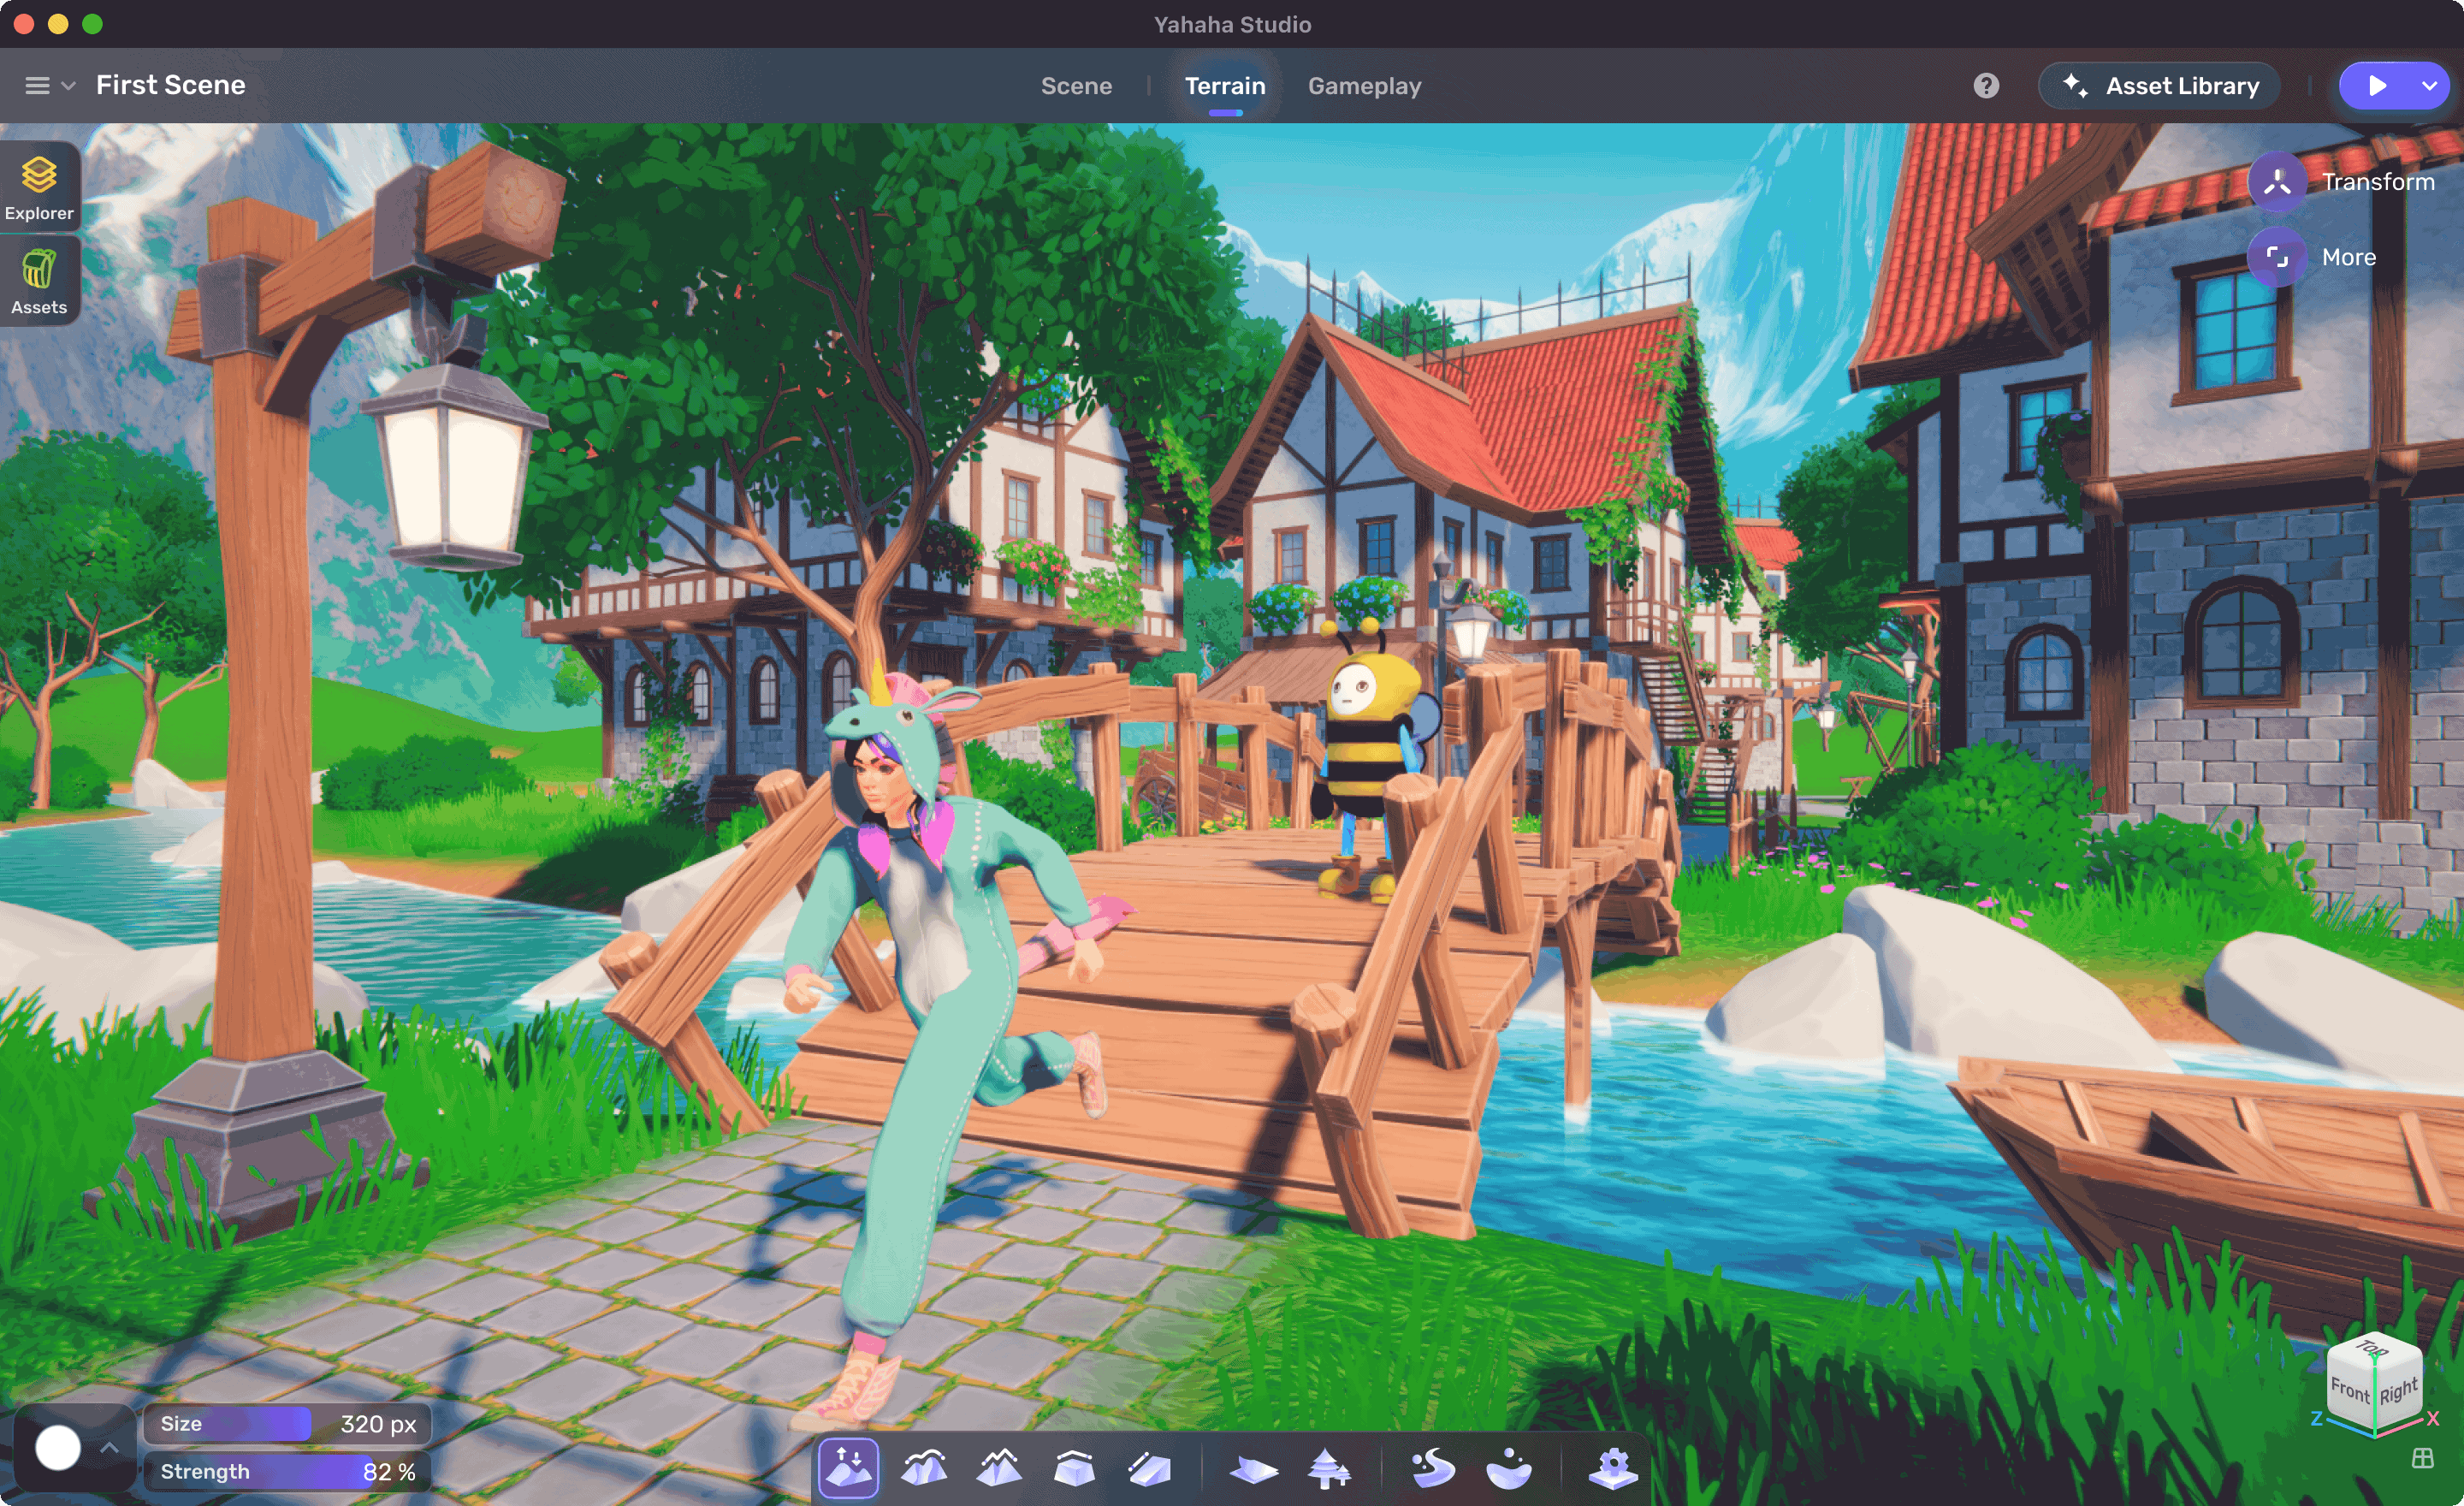 Yahaha Studio
First Scene
Scene
Terrain
Gameplay
Asset Library
Explorer
Assets
Transform
More
Size 320 px
Strength 82 %
Top
Front
Right
Y
Z
X